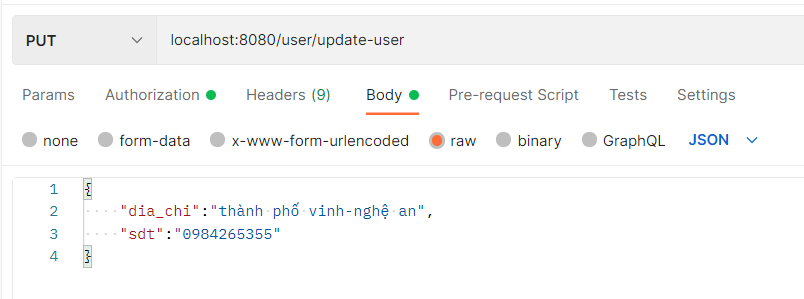 PUT localhost:8080/user/update-user
Params Authorization Headers (9) Body Pre-request Script Tests Settings
none form-data x-www-form-urlencoded raw binary GraphQL JSON
1 {
2 "dia_chi":"thành phố vinh-nghệ an",
3 "sdt":"0984265355"
4 }